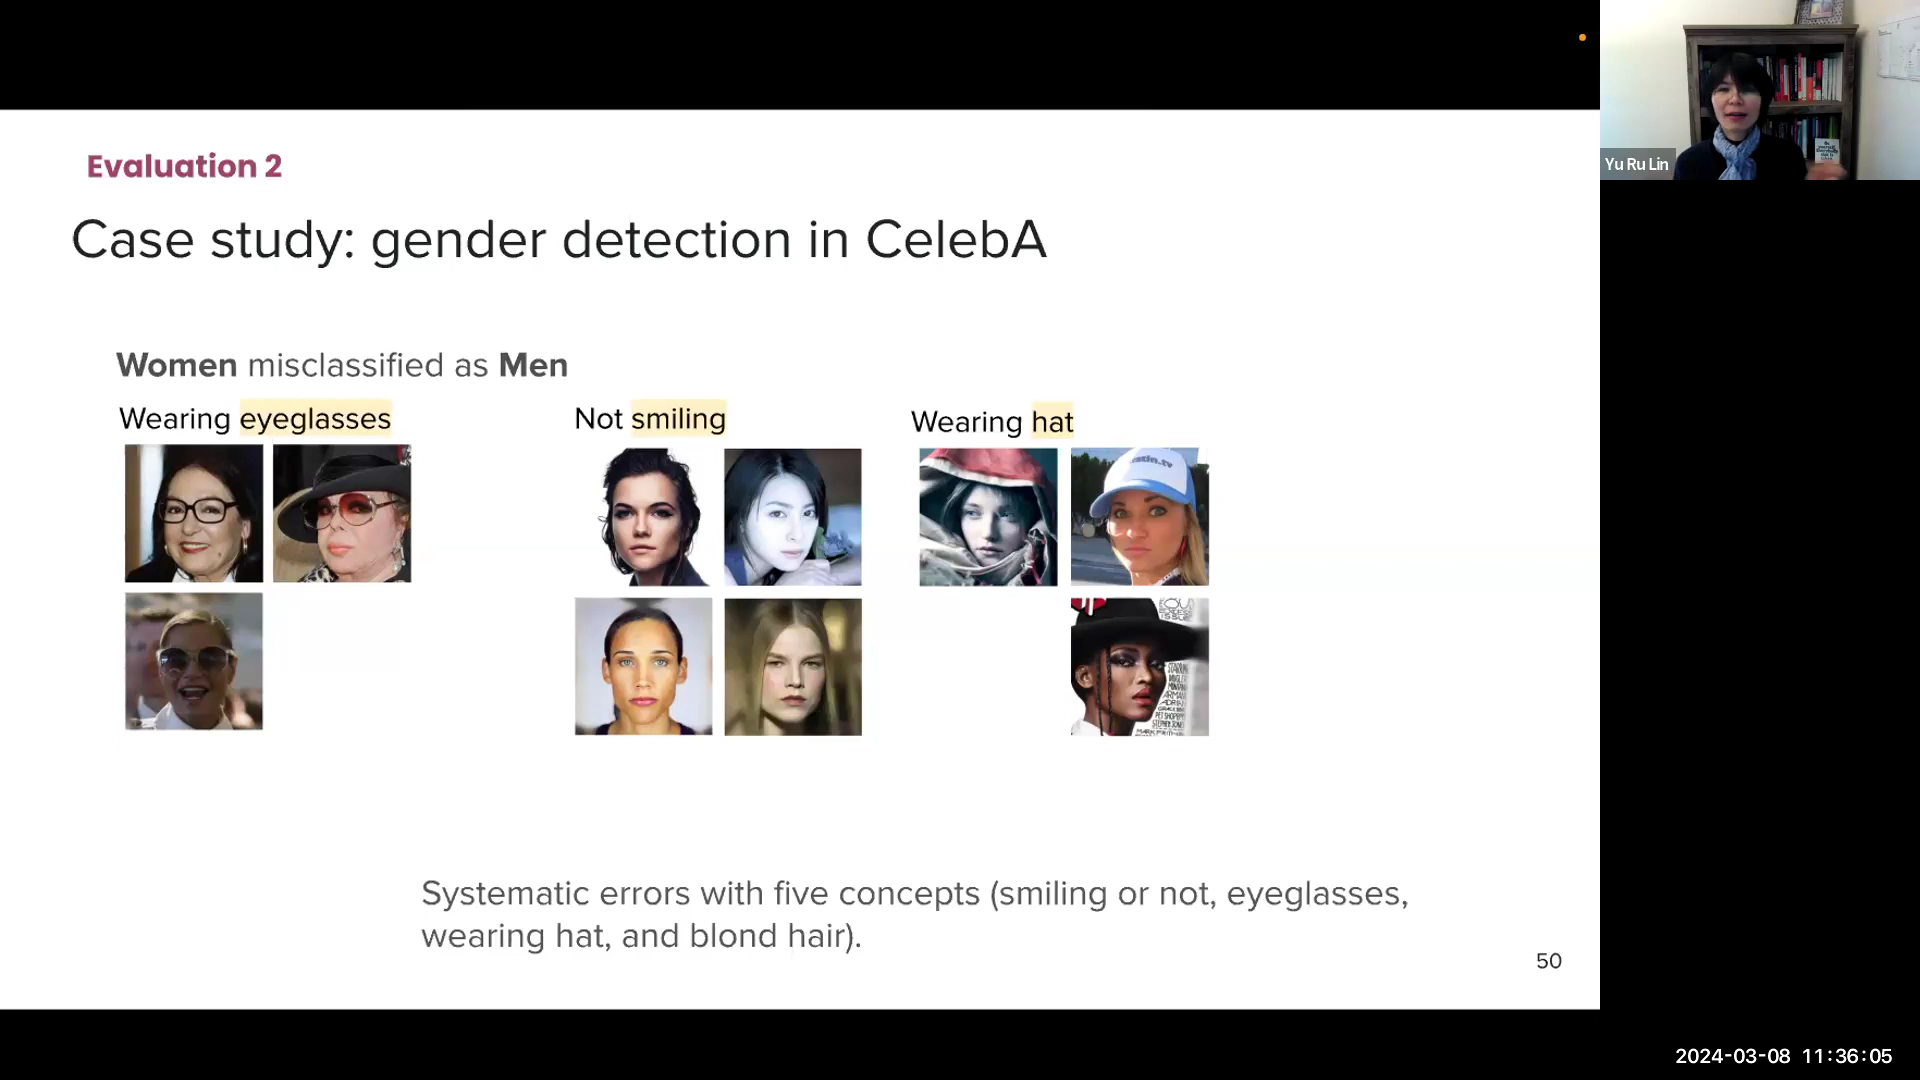 Yu Ru Lin
Evaluation 2
Case study: gender detection in CelebA
Women misclassified as Men
Wearing eyeglasses
Not smiling
Wearing hat
Systematic errors with five concepts (smiling or not, eyeglasses,
wearing hat, and blond hair).
50
2024-03-08 11:36:05